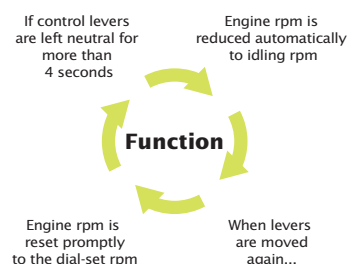 If control levers
are left neutral for
more than
4 seconds
Engine rpm is
reduced automatically
to idling rpm
Function
Engine rpm is
reset promptly
to the dial-set rpm
When levers
are moved
again...